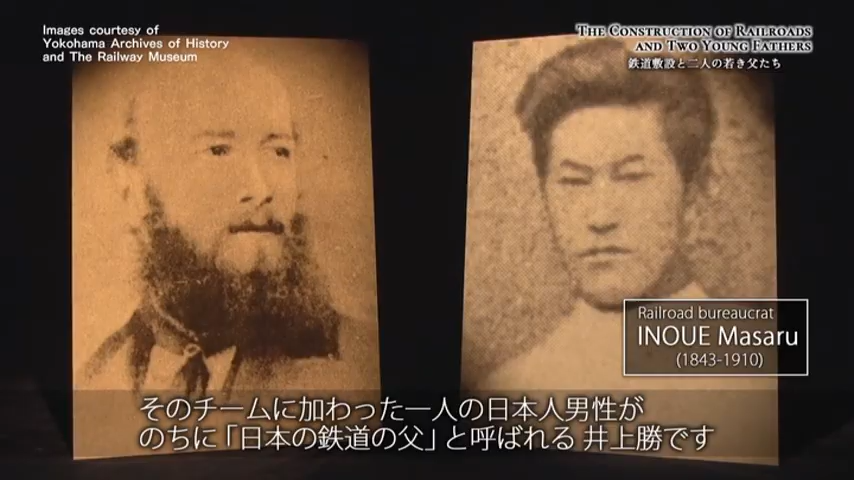 Images courtesy of
Yokohama Archives of History
and The Railway Museum
THE CONSTRUCTION OF RAILROADS
AND TWO YOUNG FATHERS
鉄道敷設と二人の若き父たち
Railroad bureaucrat
INOUE Masaru
(1843-1910)
そのチームに加わった一人の日本人男性が
のちに「日本の鉄道の父」と呼ばれる 井上勝です